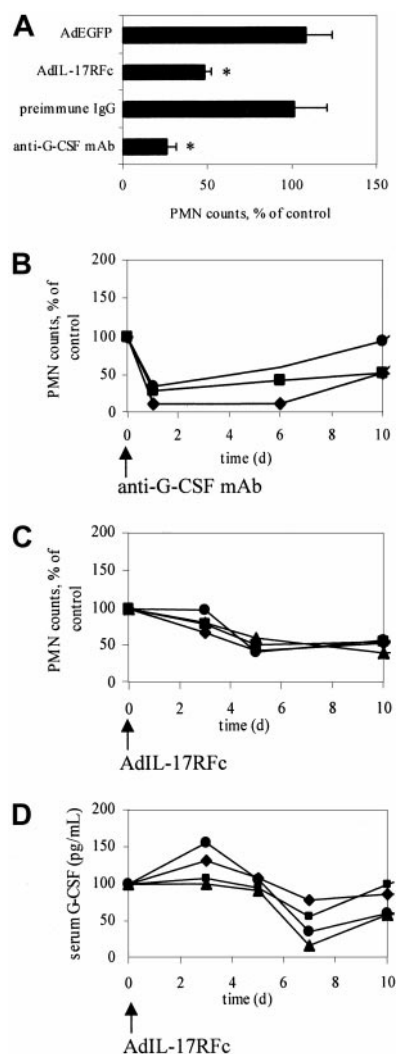 A
AdEGFP
AdIL-17RFc
*
preimmune IgG
anti-G-CSF mAb
*
0 50 100 150
PMN counts, % of control
B
PMN counts, % of
control
200
150
100
50
0
0 2 4 6 8 10
time (d)
anti-G-CSF mAb
C
PMN counts, % of
control
200
150
100
50
0
0 2 4 6 8 10
time (d)
AdIL-17RFc
D
serum G-CSF (pg/mL)
200
150
100
50
0
0 2 4 6 8 10
time (d)
AdIL-17RFc